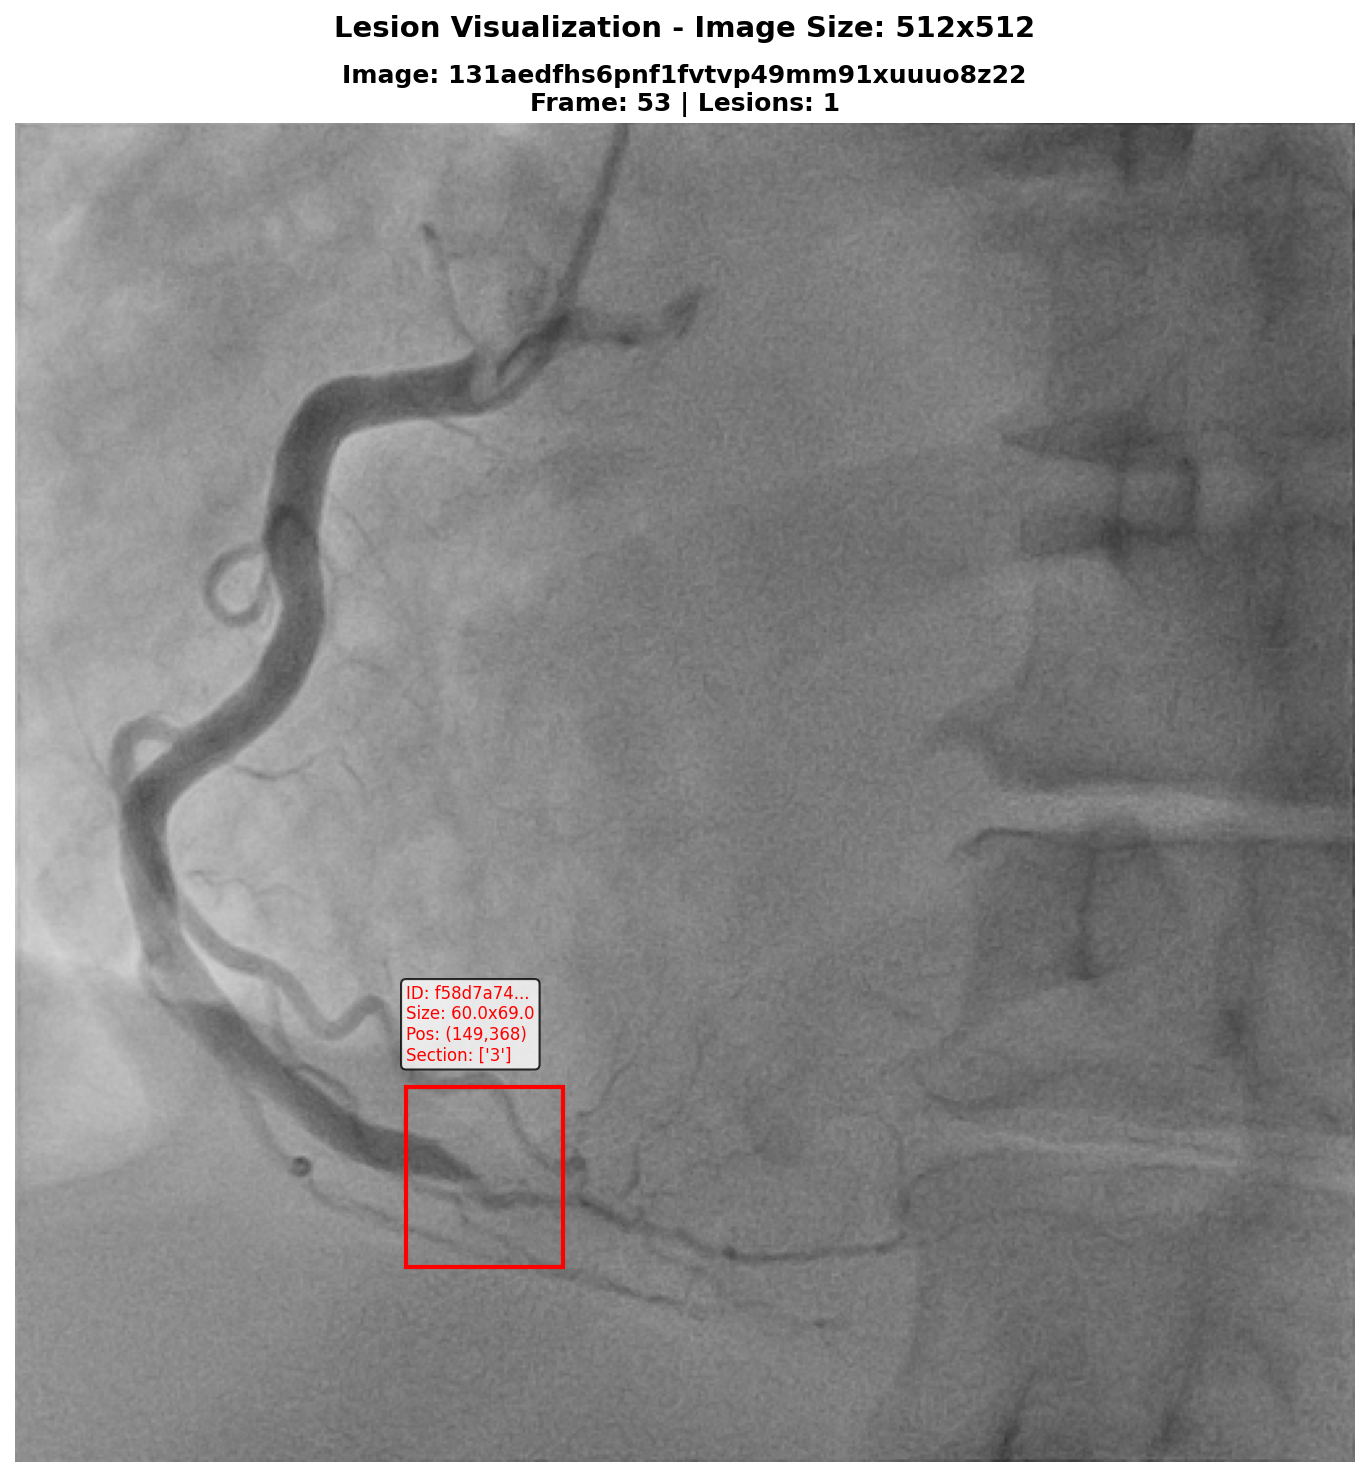 Lesion Visualization - Image Size: 512x512
Image: 131aedfhs6pnf1fvtvp49mm91xuuuo8z22
Frame: 53 | Lesions: 1
ID: f58d7a74...
Size: 60.0x69.0
Pos: (149,368)
Section: ['3']